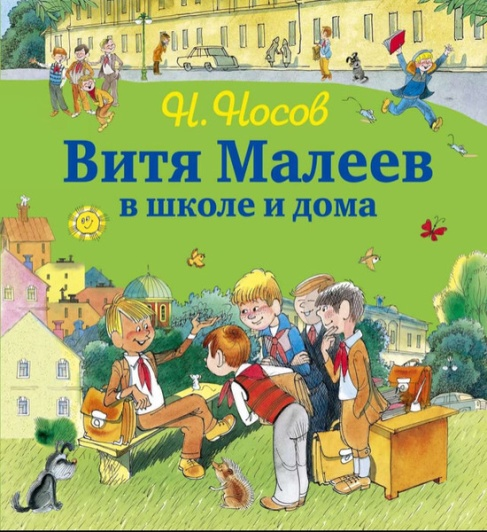 Н. Носов
Витя Малеев
в школе и дома